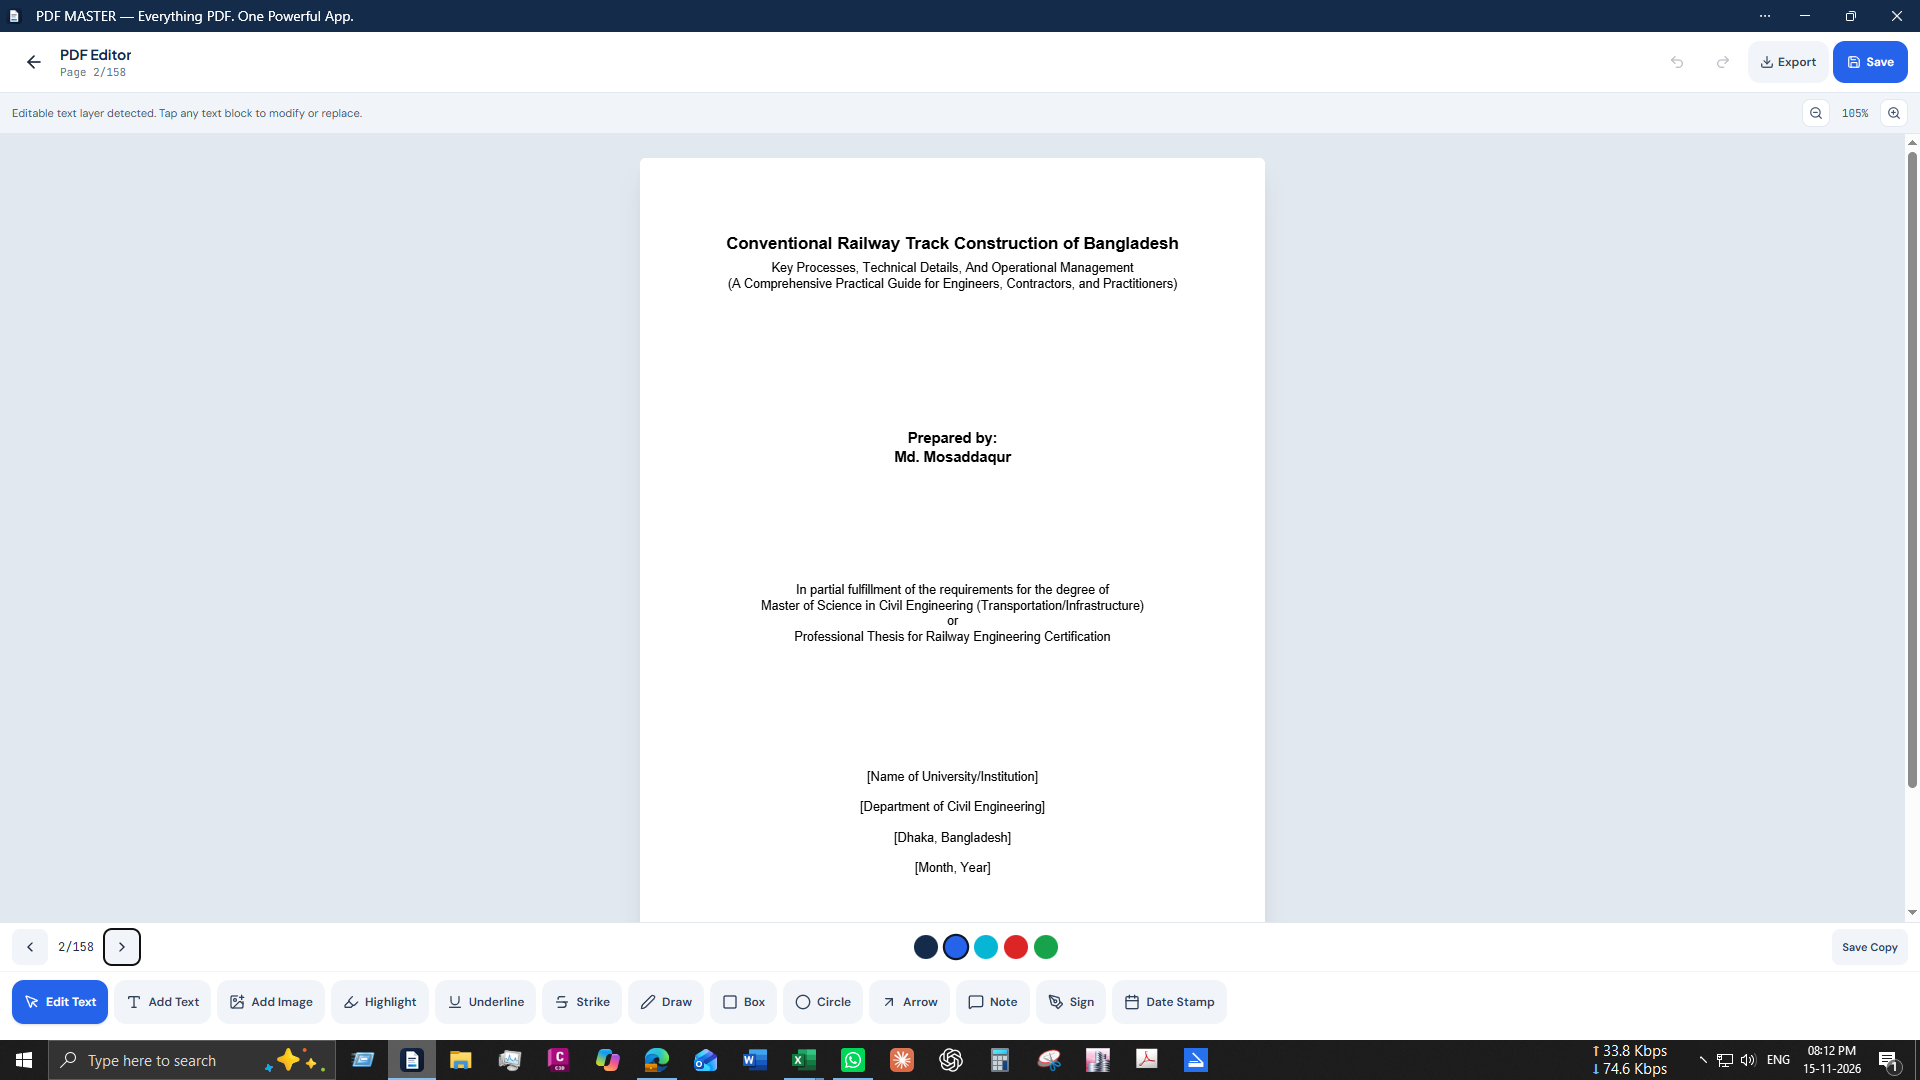 PDF MASTER — Everything PDF. One Powerful App.
PDF Editor
Page 2/158
Export
Save
Editable text layer detected. Tap any text block to modify or replace.
105%
Conventional Railway Track Construction of Bangladesh
Key Processes, Technical Details, And Operational Management
(A Comprehensive Practical Guide for Engineers, Contractors, and Practitioners)
Prepared by:
Md. Mosaddaqur
In partial fulfillment of the requirements for the degree of
Master of Science in Civil Engineering (Transportation/Infrastructure)
or
Professional Thesis for Railway Engineering Certification
[Name of University/Institution]
[Department of Civil Engineering]
[Dhaka, Bangladesh]
[Month, Year]
2/158
Save Copy
Edit Text
Add Text
Add Image
Highlight
Underline
Strike
Draw
Box
Circle
Arrow
Note
Sign
Date Stamp
Type here to search
↑ 33.8 Kbps
↓ 74.6 Kbps
ENG
08:12 PM
15-11-2026
1